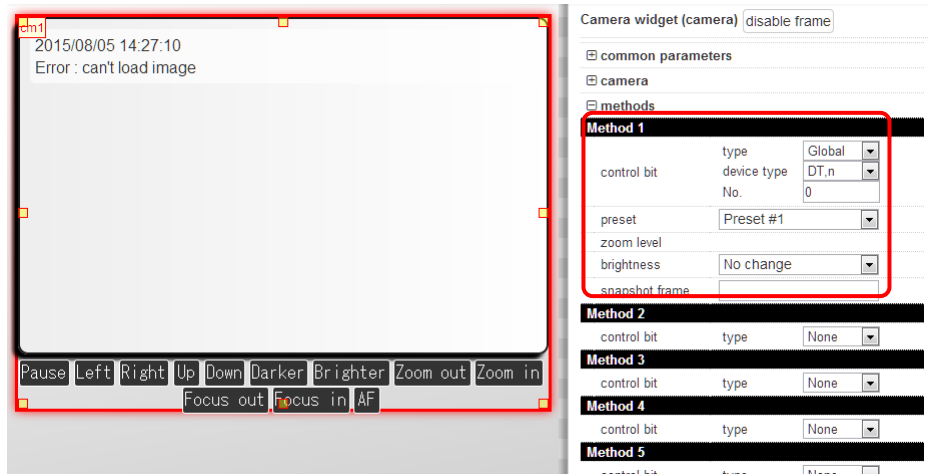 cm1
2015/08/05 14:27:10
Error : can't load image
Pause Left Right Up Down Darker Brighter Zoom out Zoom in
Focus out Focus in AF
Camera widget (camera) disable frame
common parameters
camera
methods
Method 1
control bit
type Global
device type DT,n
No. 0
preset Preset #1
zoom level
brightness No change
snapshot frame
Method 2
control bit type None
Method 3
control bit type None
Method 4
control bit type None
Method 5
control bit type None